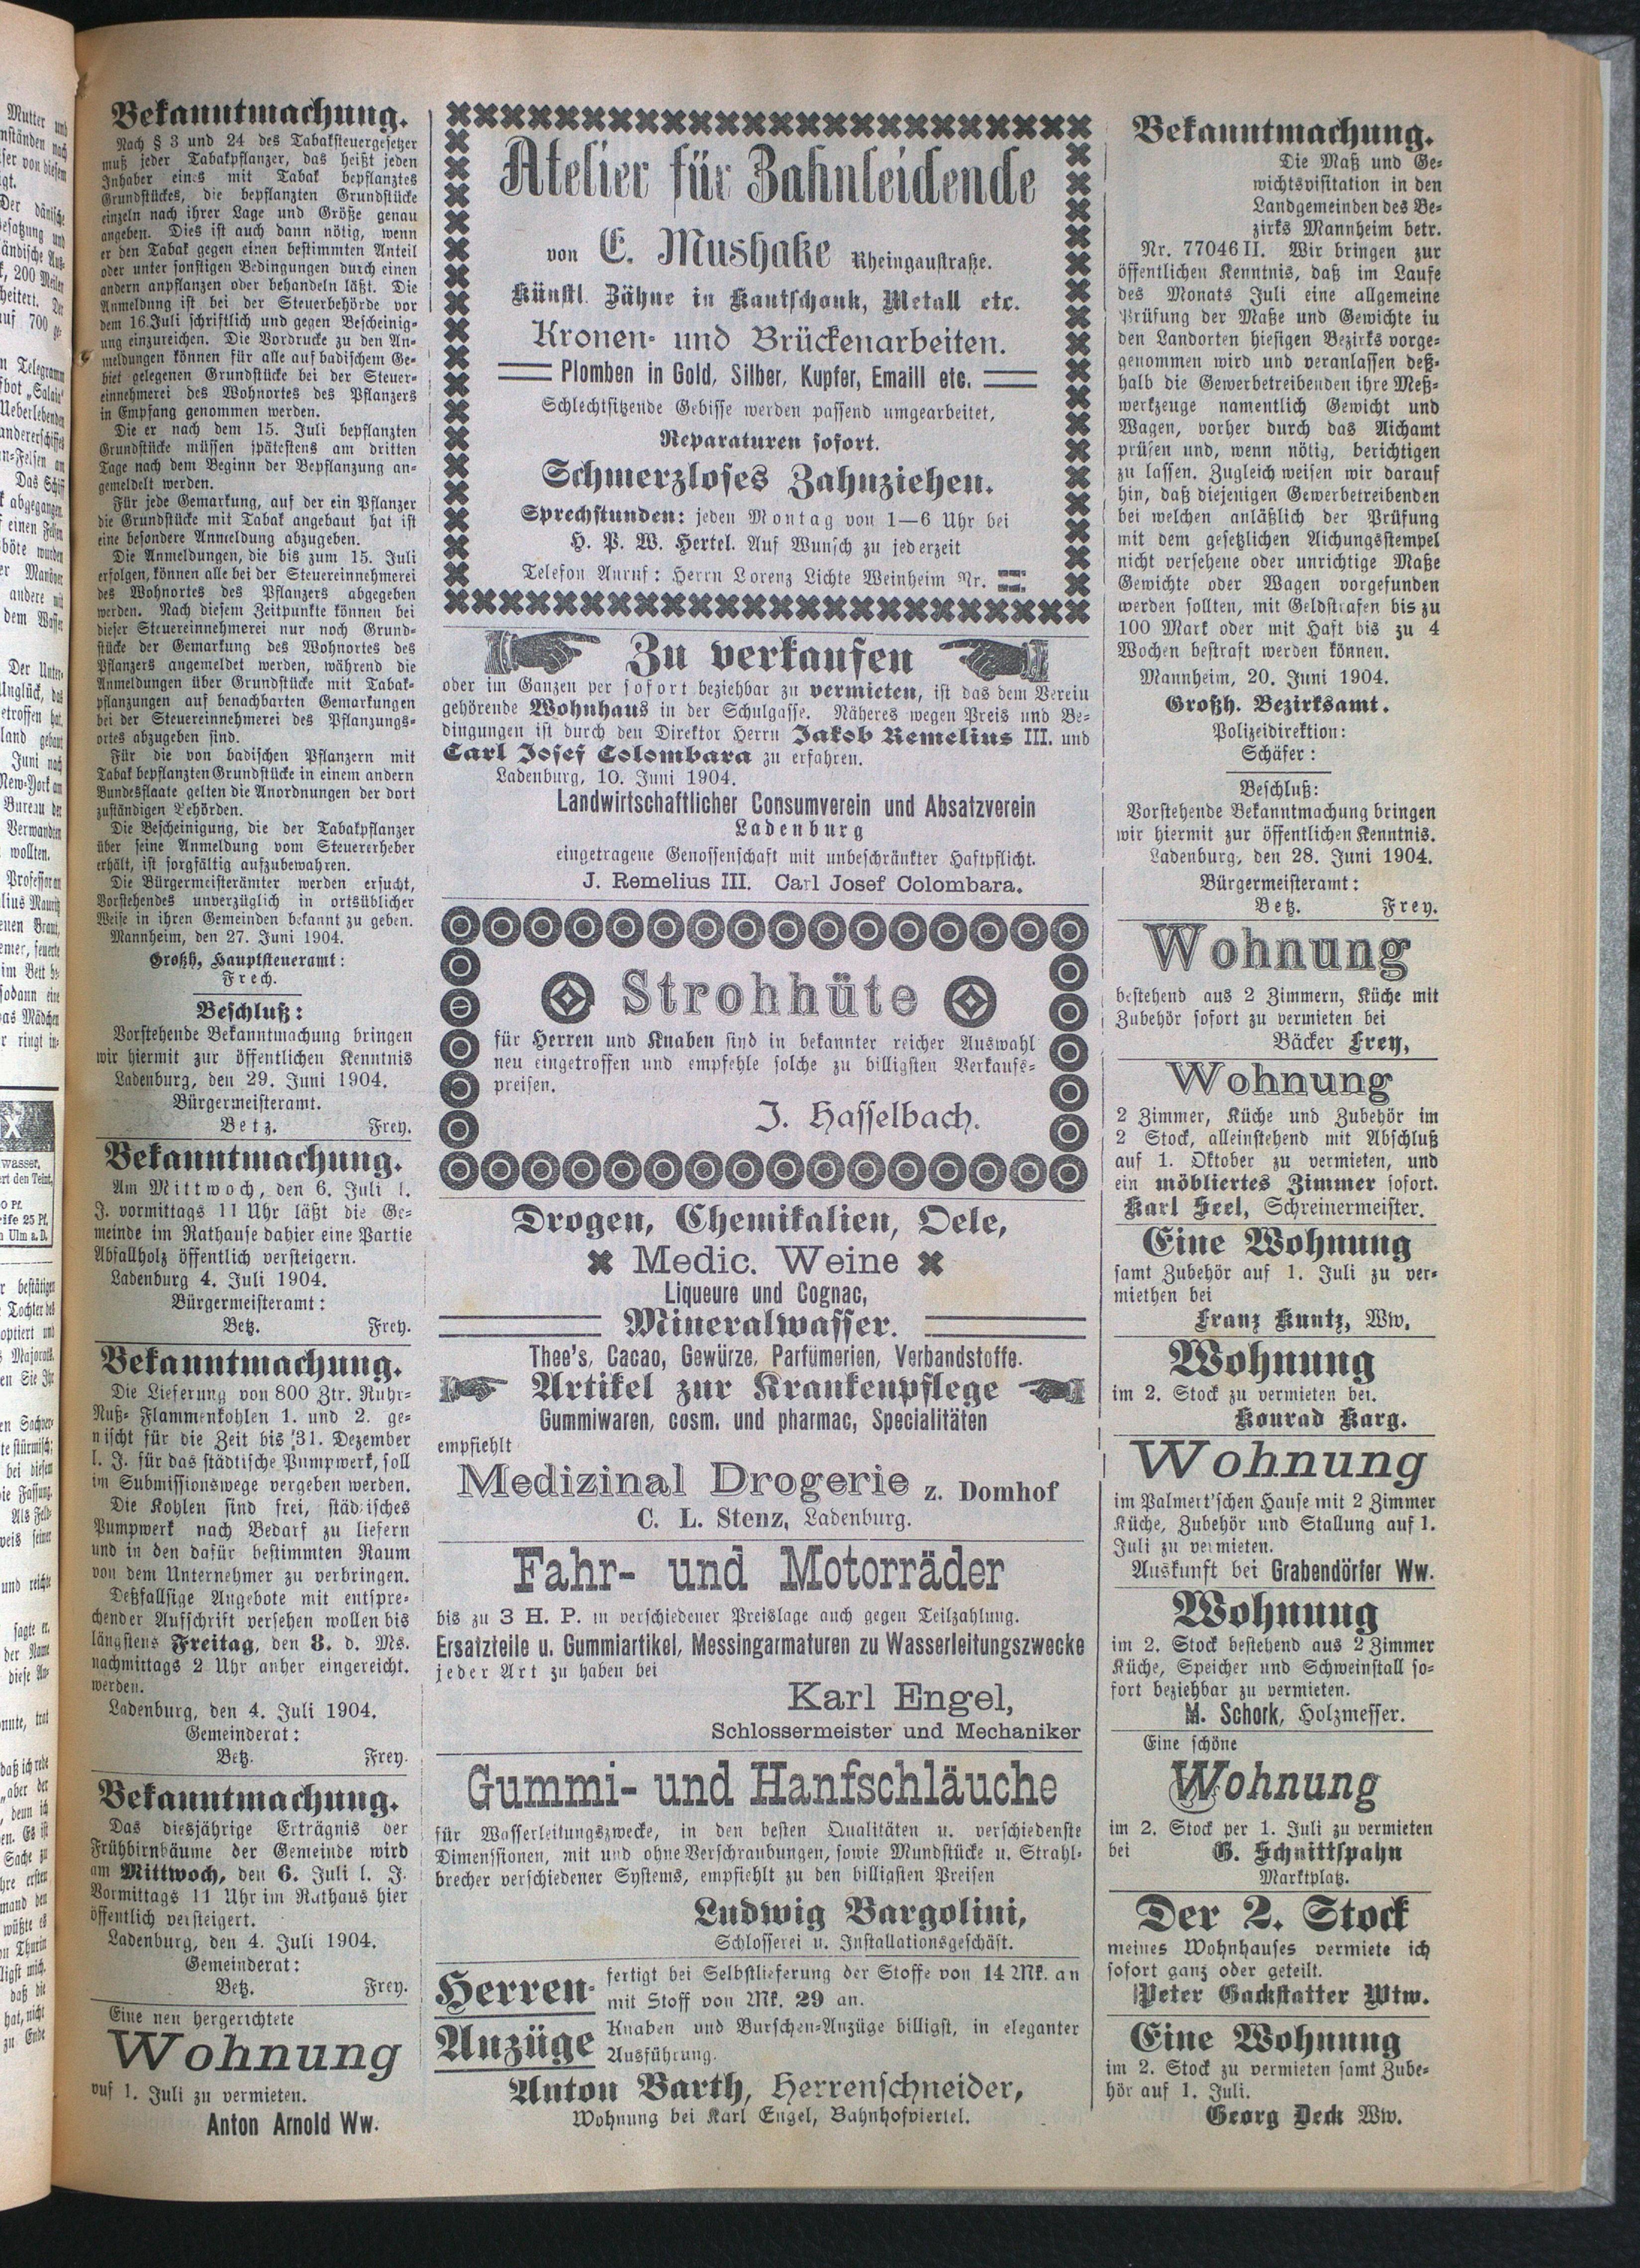 Bekanntmachung.
Nach § 3 und 24 des Tabaksteuergesetzer
muß jeder Tabakpflanzer, das heißt jeden
Inhaber eines mit Tabak bepflanztes
Grundstückes, die bepflanzten Grundstücke
einzeln nach ihrer Lage und Größe genau
angeben. Dies ist auch dann nötig, wenn
er den Tabak gegen einen bestimmten Anteil
oder unter sonstigen Bedingungen durch einen
andern anpflanzen oder behandeln läßt. Die
Anmeldung ist bei der Steuerbehörde vor
dem 16. Juli schriftlich und gegen Bescheinig-
ung einzureichen. Die Vordrucke zu den An-
meldungen können für alle auf badischem Ge-
biet gelegenen Grundstücke bei der Steuer-
einnehmerei des Wohnortes des Pflanzers
in Empfang genommen werden.
Die er nach dem 15. Juli bepflanzten
Grundstücke müssen spätestens am dritten
Tage nach dem Beginn der Bepflanzung an-
gemeldelt werden.
Für jede Gemarkung, auf der ein Pflanzer
die Grundstücke mit Tabak angebaut hat ist
eine besondere Anmeldung abzugeben.
Die Anmeldungen, die bis zum 15. Juli
erfolgen, können alle bei der Steuereinnehmerei
des Wohnortes des Pflanzers abgegeben
werden. Nach diesem Zeitpunkte können bei
dieser Steuereinnehmerei nur noch Grund-
stücke der Gemarkung des Wohnortes des
Pflanzers angemeldet werden, während die
Anmeldungen über Grundstücke mit Tabak-
pflanzungen auf benachbarten Gemarkungen
bei der Steuereinnehmerei des Pflanzungs-
ortes abzugeben sind.
Für die von badischen Pflanzern mit
Tabak bepflanzten Grundstücke in einem andern
Bundesstaate gelten die Anordnungen der dort
zuständigen Behörden.
Die Bescheinigung, die der Tabakpflanzer
über seine Anmeldung vom Steuererheber
erhält, ist sorgfältig aufzubewahren.
Die Bürgermeisterämter werden ersucht,
Vorstehendes unverzüglich in ortsüblicher
Weise in ihren Gemeinden bekannt zu geben.
Mannheim, den 27. Juni 1904.
Großh, Hauptsteueramt:
Frech.
Beschluß:
Vorstehende Bekanntmachung bringen
wir hiermit zur öffentlichen Kenntnis
Ladenburg, den 29. Juni 1904.
Bürgermeisteramt.
Betz. Frey.
Bekanntmachung.
Am Mittwoch, den 6. Juli l.
J. vormittags 11 Uhr läßt die Ge-
meinde im Rathause dahier eine Partie
Abfallholz öffentlich versteigern.
Ladenburg 4. Juli 1904.
Bürgermeisteramt:
Betz. Frey.
Bekanntmachung.
Die Lieferung von 800 Ztr. Ruhr-
Nuß- Flammenkohlen 1. und 2. ge-
nischt für die Zeit bis 31. Dezember
l. J. für das städtische Pumpwerk, soll
im Submissionswege vergeben werden.
Die Kohlen sind frei, städtisches
Pumpwerk nach Bedarf zu liefern
und in den dafür bestimmten Raum
von dem Unternehmer zu verbringen.
Deßfallsige Angebote mit entspre-
chender Aufschrift versehen wollen bis
längstens Freitag, den 8. d. Ms.
nachmittags 2 Uhr anher eingereicht.
werden.
Ladenburg, den 4. Juli 1904.
Gemeinderat:
Betz. Frey.
Bekanntmachung.
Das diesjährige Erträgnis der
Frühbirnbäume der Gemeinde wird
am Mittwoch, den 6. Juli l. J.
Vormittags 11 Uhr im Rathaus hier
öffentlich versteigert.
Ladenburg, den 4. Juli 1904.
Gemeinderat:
Betz. Frey.
Eine neu hergerichtete
Wohnung
auf 1. Juli zu vermieten.
Anton Arnold Ww.
Atelier für Zahnleidende
von E. Mushake Rheingaustraße.
Künstl Zähne in Kautschouk, Metall etc.
Kronen- und Brückenarbeiten.
Plomben in Gold, Silber, Kupfer, Emaill etc.
Schlechtsitzende Gebisse werden passend umgearbeitet,
Reparaturen sofort.
Schmerzloses Zahnziehen.
Sprechstunden: jeden Montag von 1—6 Uhr bei
H. P. W. Hertel. Auf Wunsch zu jederzeit
Telefon Anruf: Herrn Lorenz Lichte Weinheim Nr.
Zu verkaufen
oder im Ganzen per sofort beziehbar zu vermieten, ist das dem Verein
gehörende Wohnhaus in der Schulgasse. Näheres wegen Preis und Be-
dingungen ist durch den Direktor Herrn Jakob Remelius III. und
Carl Josef Colombara zu erfahren.
Ladenburg, 10. Juni 1904.
Landwirtschaftlicher Consumverein und Absatzverein
Ladenburg
eingetragene Genossenschaft mit unbeschränkter Haftpflicht.
J. Remelius III. Carl Josef Colombara.
Strohhüte
für Herren und Knaben sind in bekannter reicher Auswahl
neu eingetroffen und empfehle solche zu billigsten Verkaufs-
preisen.
J. Hasselbach.
Drogen, Chemikalien, Oele,
Medic. Weine
Liqueure und Cognac,
Mineralwasser.
Thee's, Cacao, Gewürze, Parfümerien, Verbandstoffe.
Artikel zur Krankenpflege
Gummiwaren, cosm. und pharmac, Specialitäten
empfiehlt
Medizinal Drogerie z. Domhof
C. L. Stenz, Ladenburg.
Fahr- und Motorräder
bis zu 3 H. P. in verschiedener Preislage auch gegen Teilzahlung.
Ersatzteile u. Gummiartikel, Messingarmaturen zu Wasserleitungszwecke
jeder Art zu haben bei
Karl Engel,
Schlossermeister und Mechaniker
Gummi- und Hanfschläuche
für Wasserleitungszwecke, in den besten Qualitäten u. verschiedenste
Dimenssionen, mit und ohne Verschraubungen, sowie Mundstücke u. Strahl-
brecher verschiedener Systems, empfiehlt zu den billigsten Preisen
Ludwig Bargolini,
Schlosserei u. Installationsgeschäft.
Herren-
Anzüge
fertigt bei Selbstlieferung der Stoffe von 14 Mk. an
mit Stoff von Mk. 29 an.
Knaben und Burschen-Anzüge billigst, in eleganter
Ausführung.
Anton Barth, Herrenschneider,
Wohnung bei Karl Engel, Bahnhofviertel.
Bekanntmachung.
Die Maß und Ge-
wichtsvisitation in den
Landgemeinden des Be-
zirks Mannheim betr.
Nr. 77046 II. Wir bringen zur
öffentlichen Kenntnis, daß im Laufe
des Monats Juli eine allgemeine
Prüfung der Maße und Gewichte in
den Landorten hiesigen Bezirks vorge-
genommen wird und veranlassen deß-
halb die Gewerbetreibenden ihre Meß-
werkzeuge namentlich Gewicht und
Wagen, vorher durch das Aichamt
prüfen und, wenn nötig, berichtigen
zu lassen. Zugleich weisen wir darauf
hin, daß diejenigen Gewerbetreibenden
bei welchen anläßlich der Prüfung
mit dem gesetzlichen Aichungsstempel
nicht versehene oder unrichtige Maße
Gewichte oder Wagen vorgefunden
werden sollten, mit Geldstrafen bis zu
100 Mark oder mit Haft bis zu 4
Wochen bestraft werden können.
Mannheim, 20. Juni 1904.
Großh. Bezirksamt.
Polizeidirektion:
Schäfer:
Beschluß:
Vorstehende Bekanntmachung bringen
wir hiermit zur öffentlichen Kenntnis.
Ladenburg, den 28. Juni 1904.
Bürgermeisteramt:
Betz. Frey.
Wohnung
bestehend aus 2 Zimmern, Küche mit
Zubehör sofort zu vermieten bei
Bäcker Frey,
Wohnung
2 Zimmer, Küche und Zubehör im
2 Stock, alleinstehend mit Abschluß
auf 1. Oktober zu vermieten, und
ein möbliertes Zimmer sofort.
Karl Heel, Schreinermeister.
Eine Wohnung
samt Zubehör auf 1. Juli zu ver-
miethen bei
Franz Kuntz, Ww.
Wohnung
im 2. Stock zu vermieten bei.
Konrad Karg.
Wohnung
im Palmert'schen Hause mit 2 Zimmer
Küche, Zubehör und Stallung auf 1.
Juli zu vermieten.
Auskunft bei Grabendörfer Ww.
Wohnung
im 2. Stock bestehend aus 2 Zimmer
Küche, Speicher und Schweinstall so-
fort beziehbar zu vermieten.
M. Schork, Holzmesser.
Eine schöne
Wohnung
im 2. Stock per 1. Juli zu vermieten
bei G. Schnittspahn
Marktplatz.
Der 2. Stock
meines Wohnhauses vermiete ich
sofort ganz oder geteilt.
Peter Gackstatter Wtw.
Eine Wohnung
im 2. Stock zu vermieten samt Zube-
hör auf 1. Juli.
Georg Deck Ww.